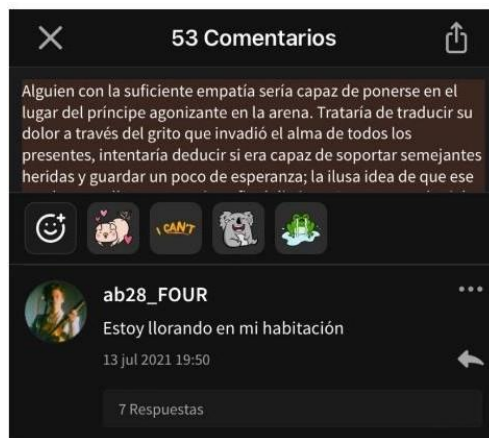 53 Comentarios
Alguien con la suficiente empatía sería capaz de ponerse en el
lugar del príncipe agonizante en la arena. Trataría de traducir su
dolor a través del grito que invadió el alma de todos los
presentes, intentaría deducir si era capaz de soportar semejantes
heridas y guardar un poco de esperanza; la ilusa idea de que ese
I CAN'T
ab28_FOUR
Estoy llorando en mi habitación
13 jul 2021 19:50
7 Respuestas